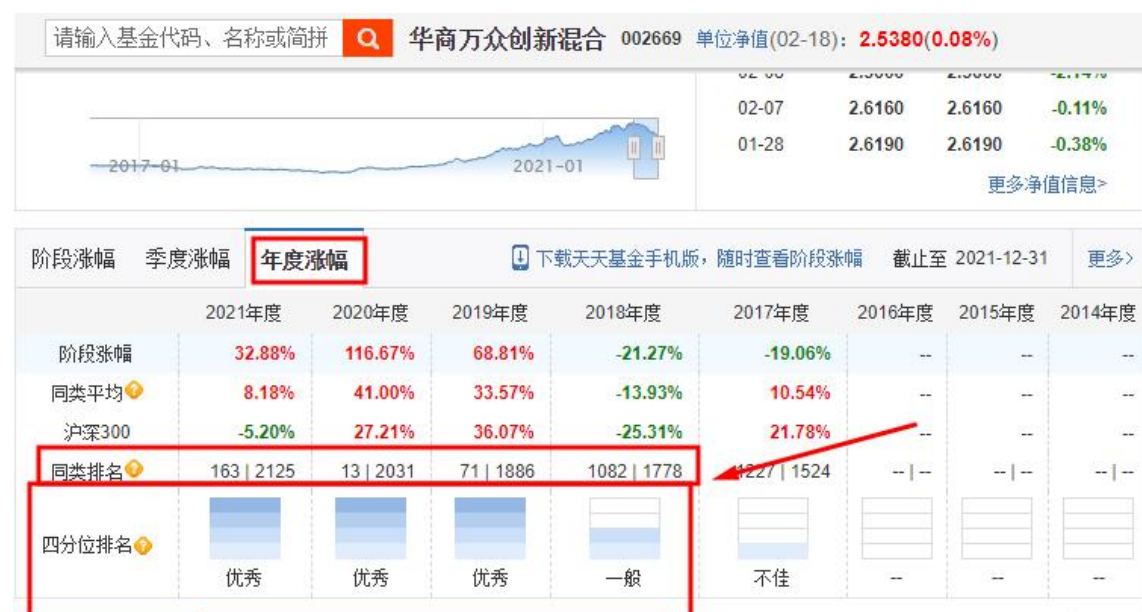 请输入基金代码、名称或简拼 华商万众创新混合 002669 单位净值(02-18)：2.5380(0.08%)
02-07 2.6160 2.6160 -0.11%
01-28 2.6190 2.6190 -0.38%
2017-01 2021-01
更多净值信息>
阶段涨幅 季度涨幅 年度涨幅 下载天天基金手机版，随时查看阶段涨幅 截止至 2021-12-31 更多>
2021年度 2020年度 2019年度 2018年度 2017年度 2016年度 2015年度 2014年度
阶段涨幅 32.88% 116.67% 68.81% -21.27% -19.06% -- -- --
同类平均 8.18% 41.00% 33.57% -13.93% 10.54% -- -- --
沪深300 -5.20% 27.21% 36.07% -25.31% 21.78% -- -- --
同类排名 163 | 2125 13 | 2031 71 | 1886 1082 | 1778 1227 | 1524 -- | -- -- | -- -- | --
四分位排名
优秀 优秀 优秀 一般 不佳 -- -- --